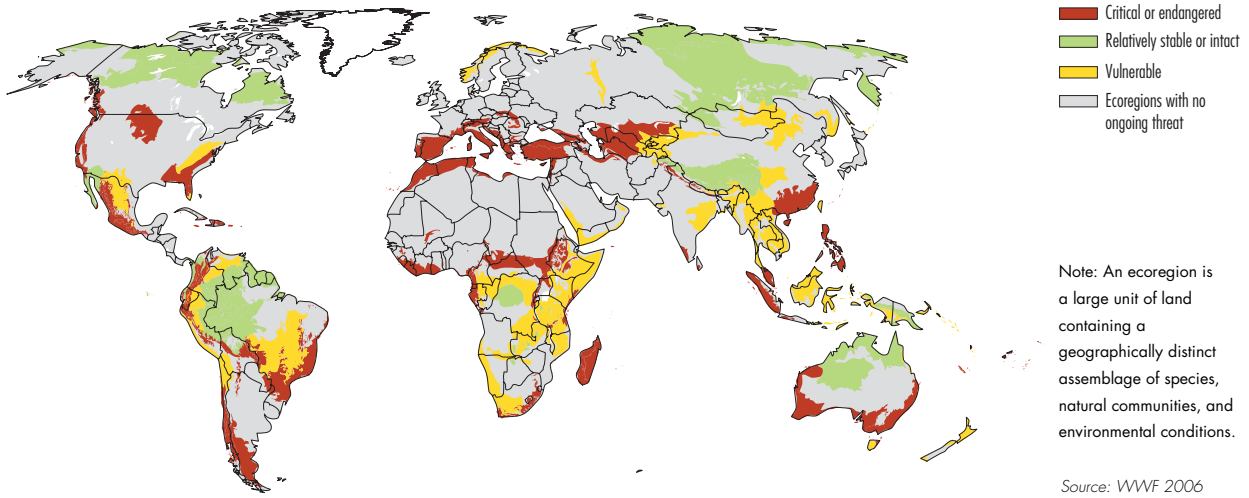 Critical or endangered
Relatively stable or intact
Vulnerable
Ecoregions with no
ongoing threat
Note: An ecoregion is
a large unit of land
containing a
geographically distinct
assemblage of species,
natural communities, and
environmental conditions.
Source: WWF 2006